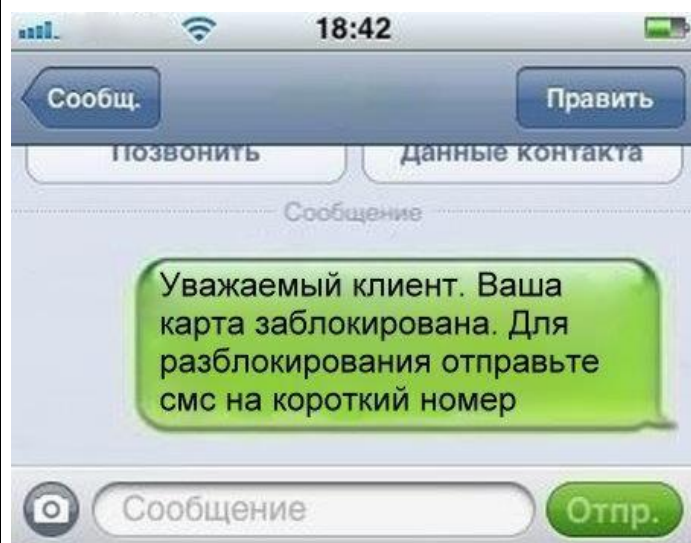 18:42
Сообщ.
Править
Позвонить
Данные контакта
Сообщение
Уважаемый клиент. Ваша
карта заблокирована. Для
разблокирования отправьте
смс на короткий номер
Сообщение
Отпр.